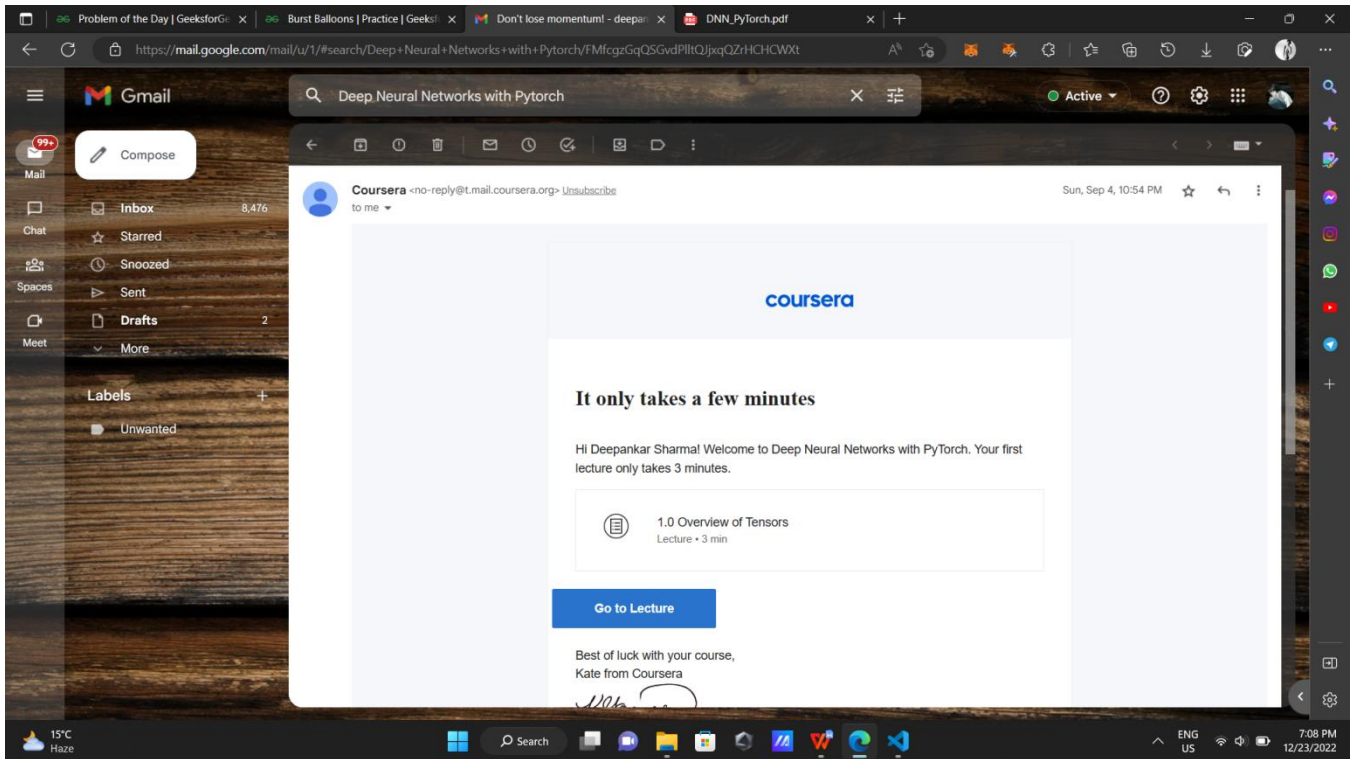 Problem of the Day | GeeksforGe
Burst Balloons | Practice | Geeksf
Don't lose momentum! - deepan
DNN_PyTorch.pdf
https://mail.google.com/mail/u/1/#search/Deep+Neural+Networks+with+Pytorch/FMfcgzGqQSGvdPlltQJjxqQZrHCHCWXt
Gmail
Deep Neural Networks with Pytorch
Active
99+
Mail
Chat
Spaces
Meet
Compose
Inbox 8,476
Starred
Snoozed
Sent
Drafts 2
More
Labels
Unwanted
Coursera <no-reply@t.mail.coursera.org> Unsubscribe
Sun, Sep 4, 10:54 PM
to me
coursera
It only takes a few minutes
Hi Deepankar Sharma! Welcome to Deep Neural Networks with PyTorch. Your first
lecture only takes 3 minutes.
1.0 Overview of Tensors
Lecture • 3 min
Go to Lecture
Best of luck with your course,
Kate from Coursera
15°C
Haze
Search
ENG
US
7:08 PM
12/23/2022